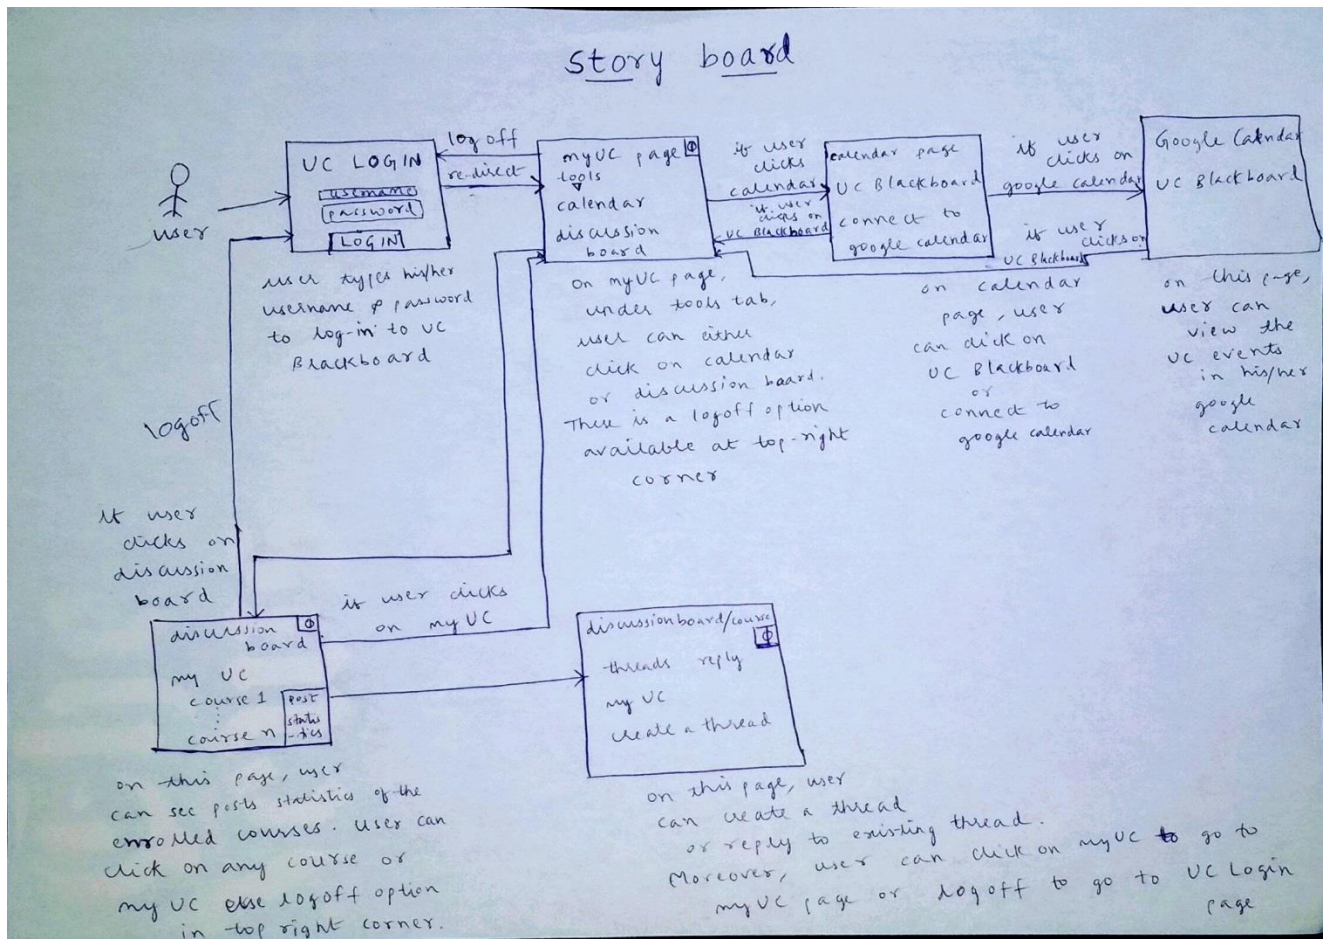 story board
UC LOGIN
username
password
LOGIN
user
user types his/her
username & password
to log-in to UC
Blackboard
log off
re-direct
myUC page
tools
calendar
discussion
board
on myUC page,
under tools tab,
user can either
click on calendar
or discussion board.
There is a logoff option
available at top-right
corner
if user
clicks
calendar
if user
clicks on
UC Blackboard
calendar page
UC Blackboard
connect to
google calendar
on calendar
page, user
can click on
UC Blackboard
or
connect to
google calendar
if user
clicks on
google calendar
if user
clicks on
UC Blackboard
Google Calendar
UC Blackboard
on this page,
user can
view the
UC events
in his/her
google
calendar
logoff
if user
clicks on
discussion
board
if user clicks
on my UC
discussion
board
my UC
course 1
course n
post
statis
-tics
on this page, user
can see posts statistics of the
enrolled courses. User can
click on any course or
my UC else logoff option
in top right corner.
discussionboard/course
threads reply
my UC
create a thread
on this page, user
can create a thread
or reply to existing thread.
Moreover, user can click on myUC to go to
myUC page or logoff to go to UC Login
page